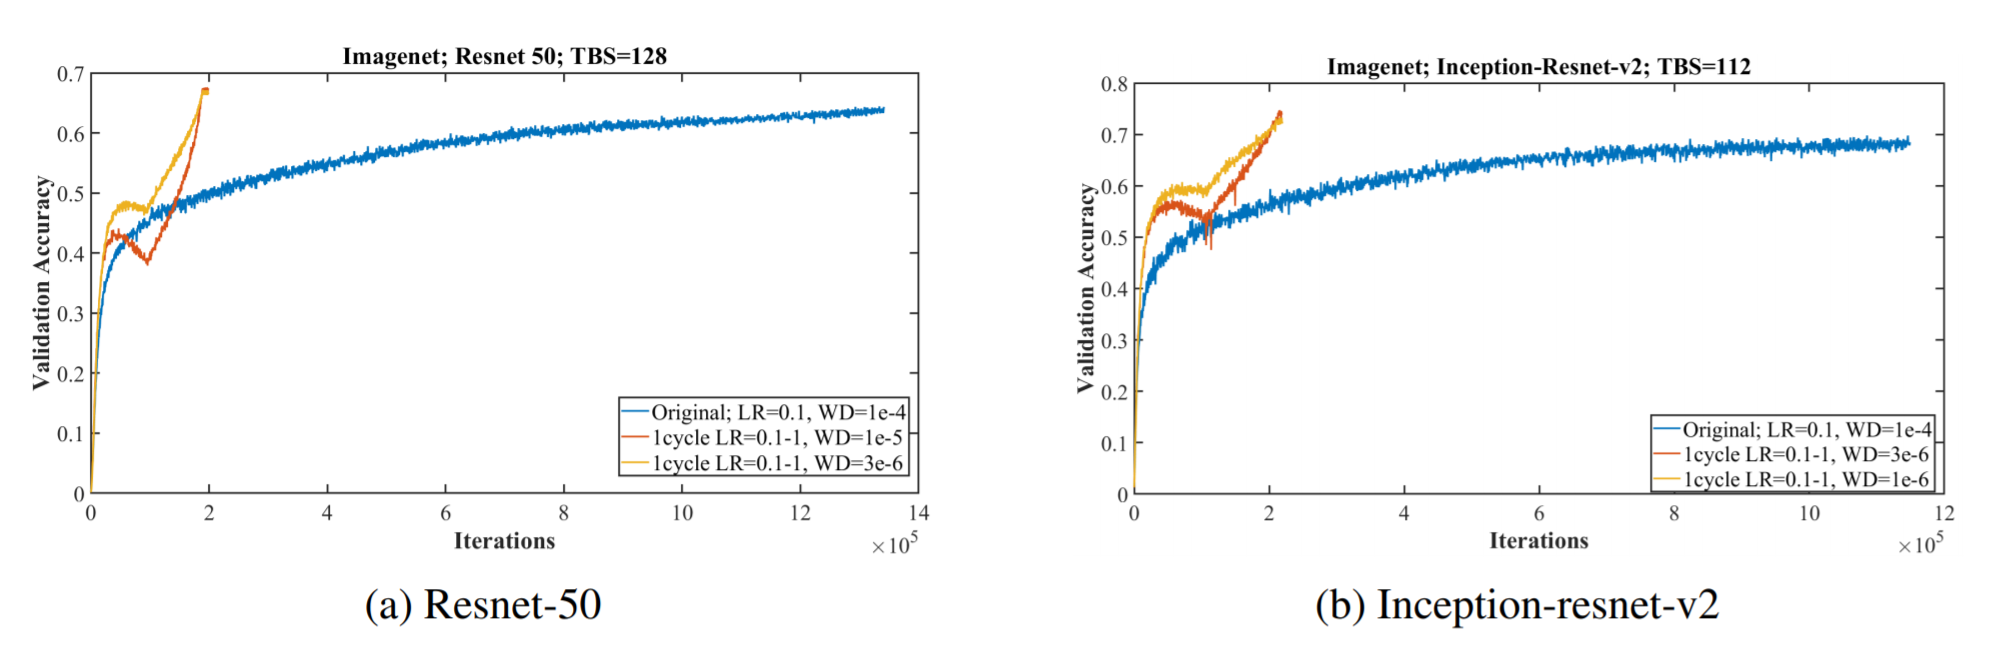 Imagenet; Resnet 50; TBS=128
0.7
0.6
0.5
0.4
0.3
0.2
0.1
0
Validation Accuracy
Original; LR=0.1, WD=1e-4
1cycle LR=0.1-1, WD=1e-5
1cycle LR=0.1-1, WD=3e-6
0 2 4 6 8 10 12 14
Iterations
×10⁵
(a) Resnet-50
Imagenet; Inception-Resnet-v2; TBS=112
0.8
0.7
0.6
0.5
0.4
0.3
0.2
0.1
0
Validation Accuracy
Original; LR=0.1, WD=1e-4
1cycle LR=0.1-1, WD=3e-6
1cycle LR=0.1-1, WD=1e-6
0 2 4 6 8 10 12
Iterations
×10⁵
(b) Inception-resnet-v2